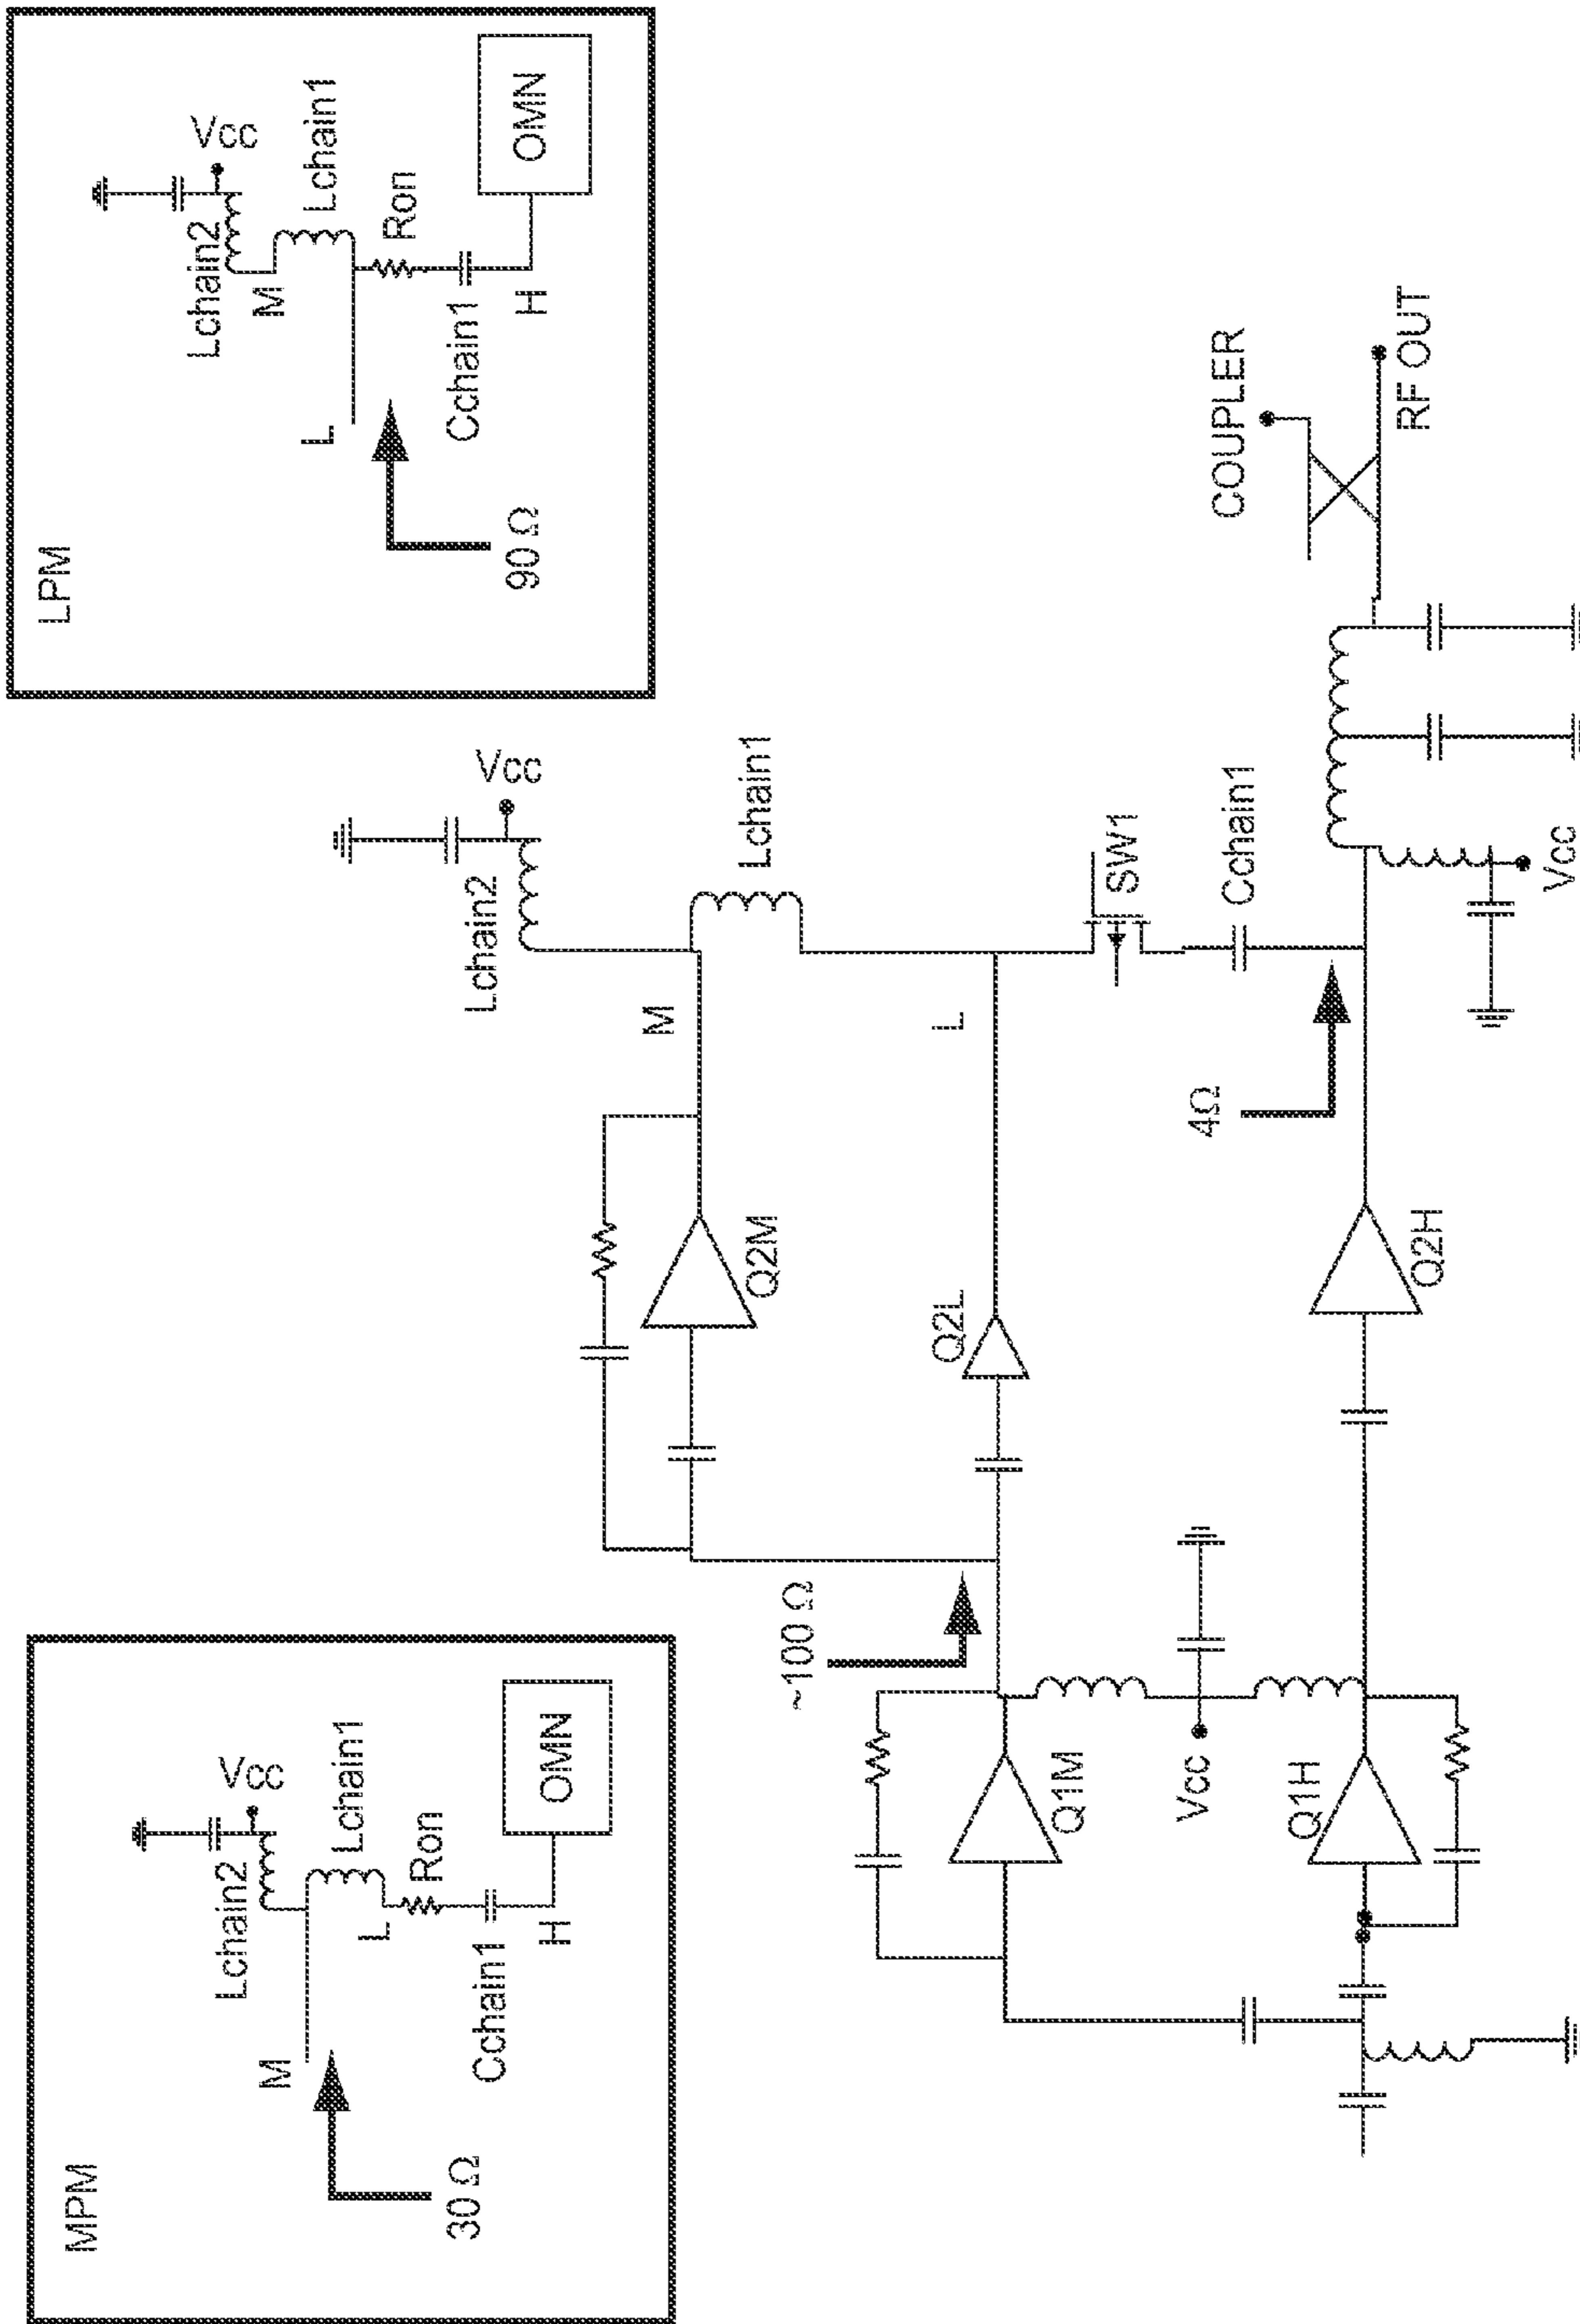 MPM
30 Ω
M
Lchain2
Vcc
Lchain1
L
Ron
Cchain1
H
OMN
LPM
90 Ω
L
Lchain2
Vcc
M
Lchain1
Ron
Cchain1
H
OMN
Lchain2
Vcc
M
Lchain1
Q2M
~100 Ω
Q2L
L
SW1
Cchain1
4Ω
Q1M
Vcc
Q1H
Q2H
Vcc
COUPLER
RF OUT